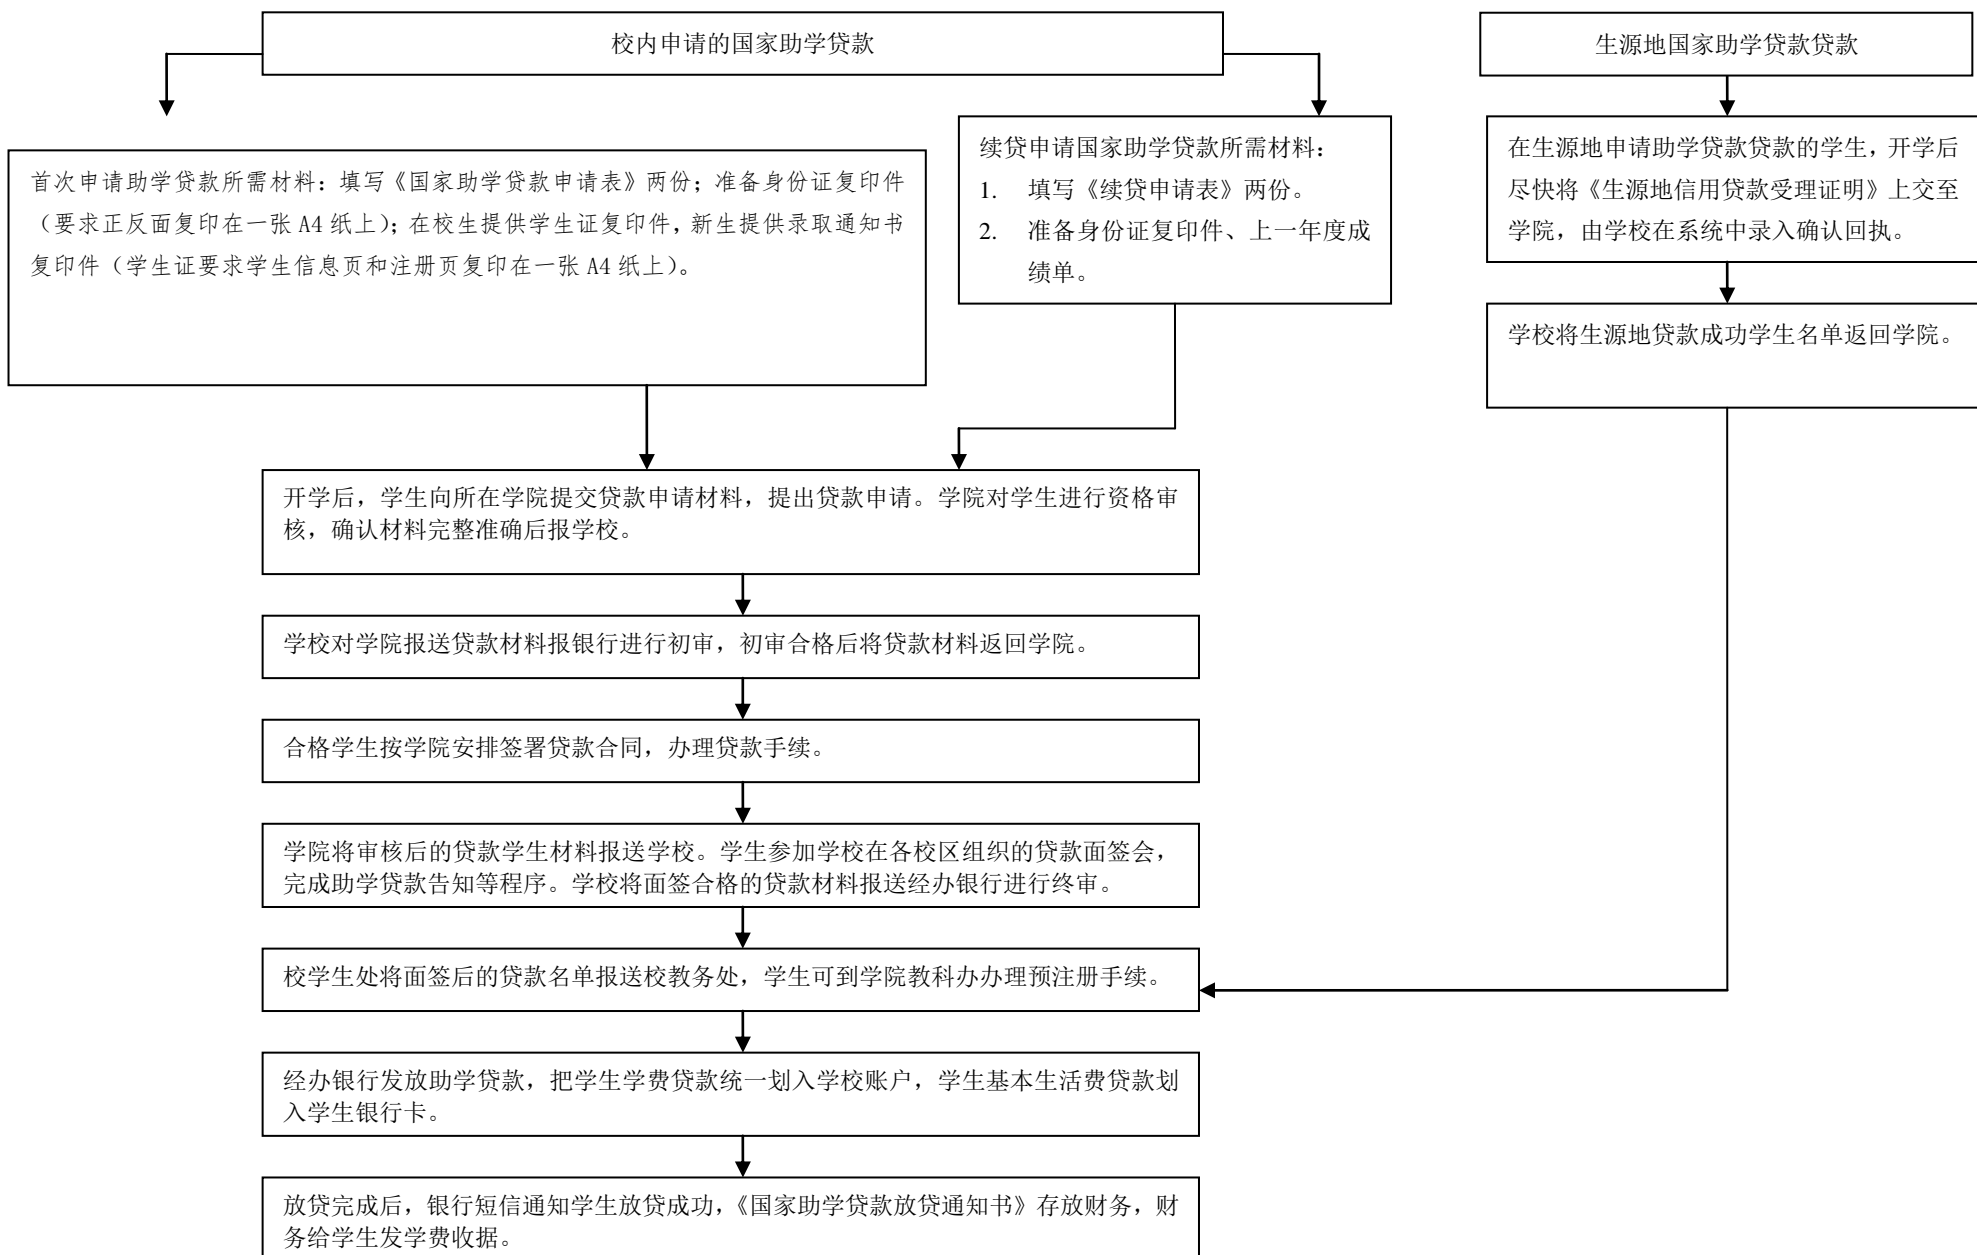 校内申请的国家助学贷款
生源地国家助学贷款贷款
首次申请助学贷款所需材料：填写《国家助学贷款申请表》两份；准备身份证复印件
（要求正反面复印在一张 A4 纸上）；在校生提供学生证复印件，新生提供录取通知书
复印件（学生证要求学生信息页和注册页复印在一张 A4 纸上）。
续贷申请国家助学贷款所需材料：
1. 填写《续贷申请表》两份。
2. 准备身份证复印件、上一年度成
绩单。
在生源地申请助学贷款贷款的学生，开学后
尽快将《生源地信用贷款受理证明》上交至
学院，由学校在系统中录入确认回执。
学校将生源地贷款成功学生名单返回学院。
开学后，学生向所在学院提交贷款申请材料，提出贷款申请。学院对学生进行资格审
核，确认材料完整准确后报学校。
学校对学院报送贷款材料报银行进行初审，初审合格后将贷款材料返回学院。
合格学生按学院安排签署贷款合同，办理贷款手续。
学院将审核后的贷款学生材料报送学校。学生参加学校在各校区组织的贷款面签会，
完成助学贷款告知等程序。学校将面签合格的贷款材料报送经办银行进行终审。
校学生处将面签后的贷款名单报送校教务处，学生可到学院教科办办理预注册手续。
经办银行发放助学贷款，把学生学费贷款统一划入学校账户，学生基本生活费贷款划
入学生银行卡。
放贷完成后，银行短信通知学生放贷成功，《国家助学贷款放贷通知书》存放财务，财
务给学生发学费收据。